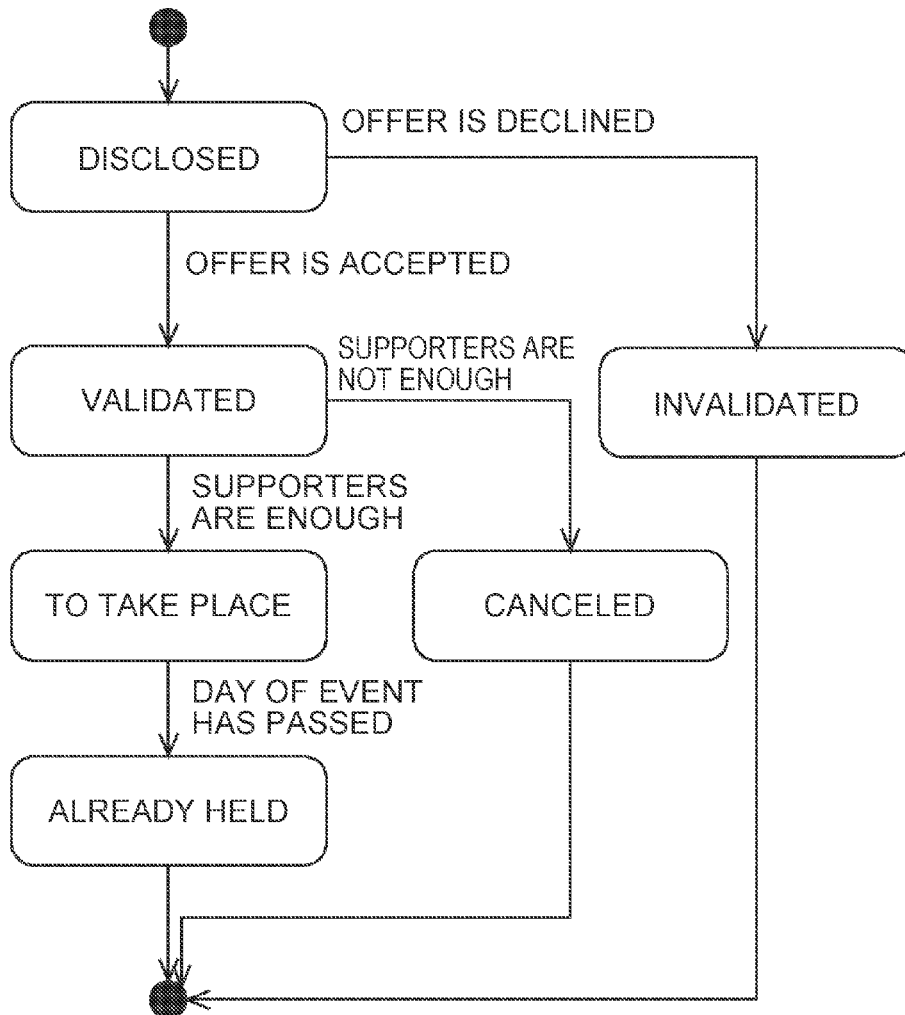 DISCLOSED
OFFER IS DECLINED
OFFER IS ACCEPTED
VALIDATED
SUPPORTERS ARE
NOT ENOUGH
INVALIDATED
SUPPORTERS
ARE ENOUGH
TO TAKE PLACE
CANCELED
DAY OF EVENT
HAS PASSED
ALREADY HELD